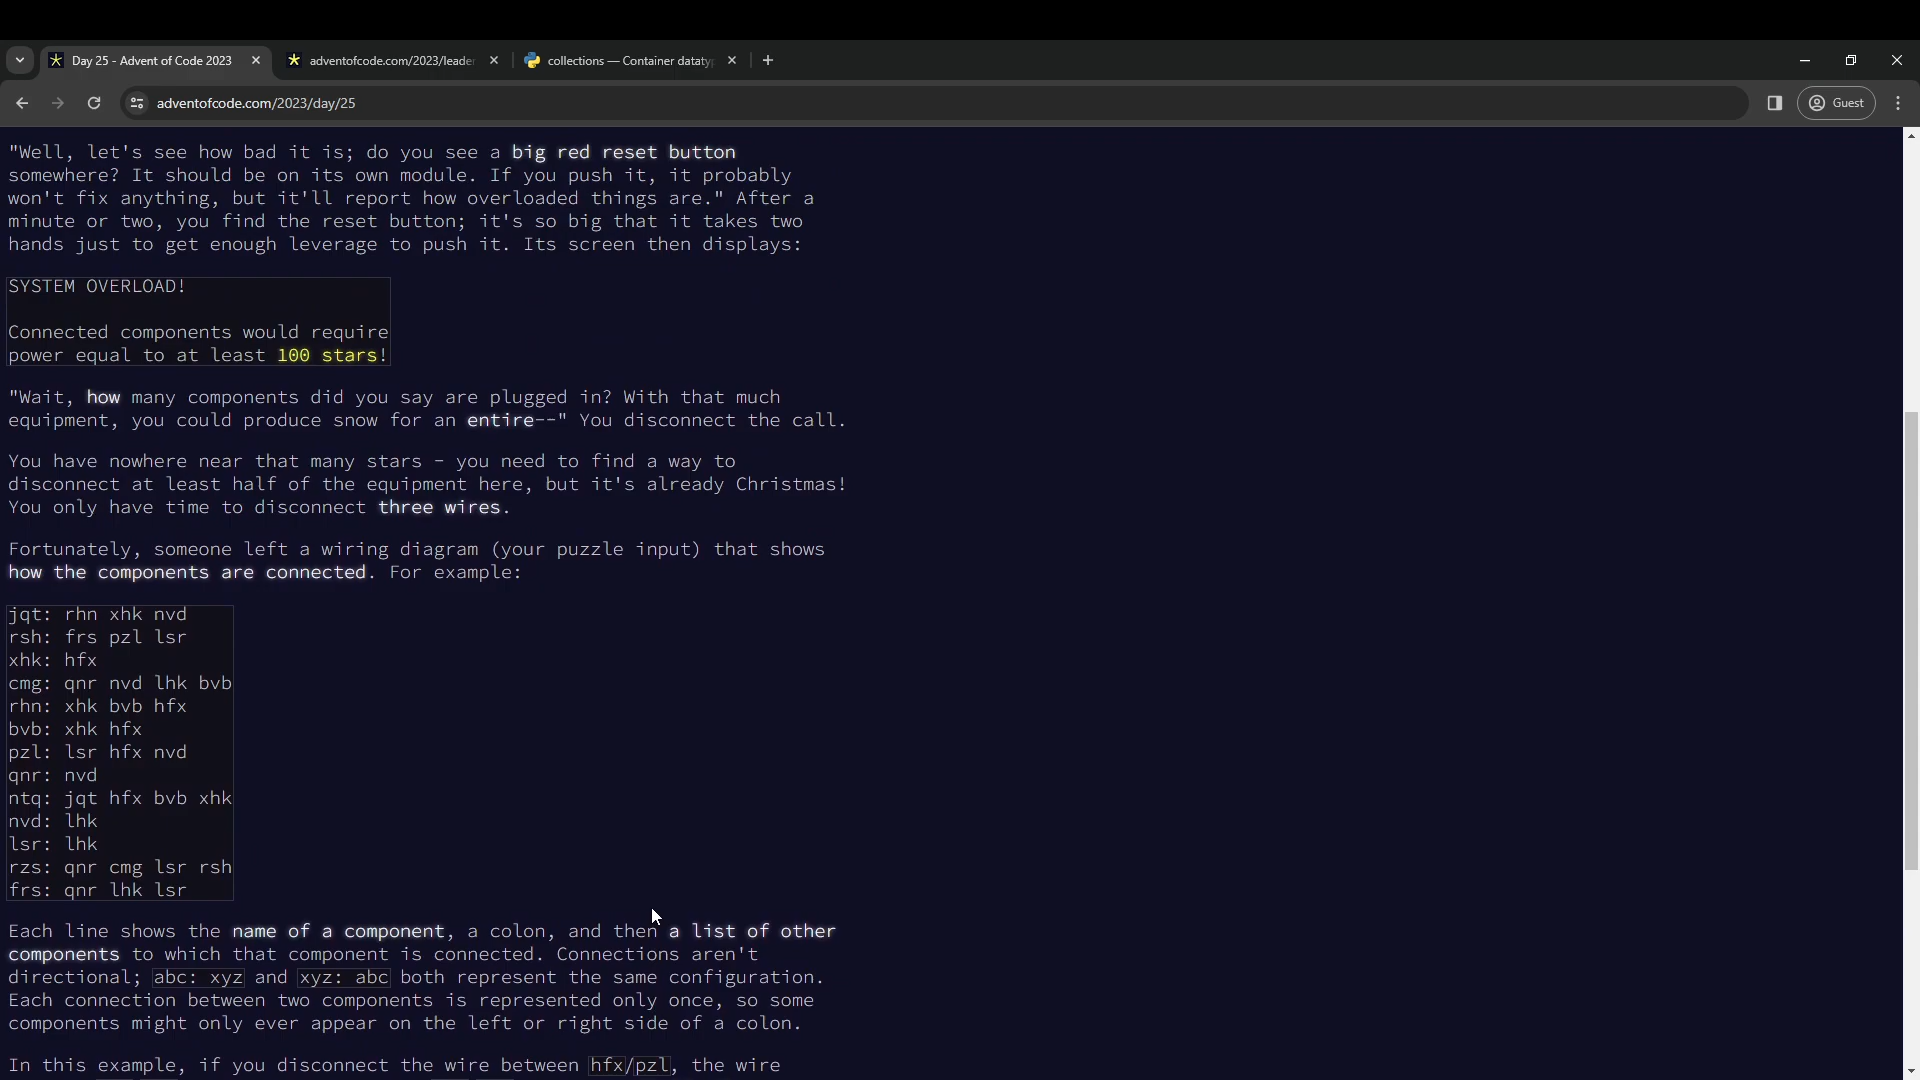 Day 25 - Advent of Code 2023
adventofcode.com/2023/leade
collections — Container dataty
adventofcode.com/2023/day/25
Guest
"Well, let's see how bad it is; do you see a big red reset button
somewhere? It should be on its own module. If you push it, it probably
won't fix anything, but it'll report how overloaded things are." After a
minute or two, you find the reset button; it's so big that it takes two
hands just to get enough leverage to push it. Its screen then displays:
SYSTEM OVERLOAD!
Connected components would require
power equal to at least 100 stars!
"Wait, how many components did you say are plugged in? With that much
equipment, you could produce snow for an entire--" You disconnect the call.
You have nowhere near that many stars - you need to find a way to
disconnect at least half of the equipment here, but it's already Christmas!
You only have time to disconnect three wires.
Fortunately, someone left a wiring diagram (your puzzle input) that shows
how the components are connected. For example:
jqt: rhn xhk nvd
rsh: frs pzl lsr
xhk: hfx
cmg: qnr nvd lhk bvb
rhn: xhk bvb hfx
bvb: xhk hfx
pzl: lsr hfx nvd
qnr: nvd
ntq: jqt hfx bvb xhk
nvd: lhk
lsr: lhk
rzs: qnr cmg lsr rsh
frs: qnr lhk lsr
Each line shows the name of a component, a colon, and then a list of other
components to which that component is connected. Connections aren't
directional; abc: xyz and xyz: abc both represent the same configuration.
Each connection between two components is represented only once, so some
components might only ever appear on the left or right side of a colon.
In this example, if you disconnect the wire between hfx/pzl, the wire